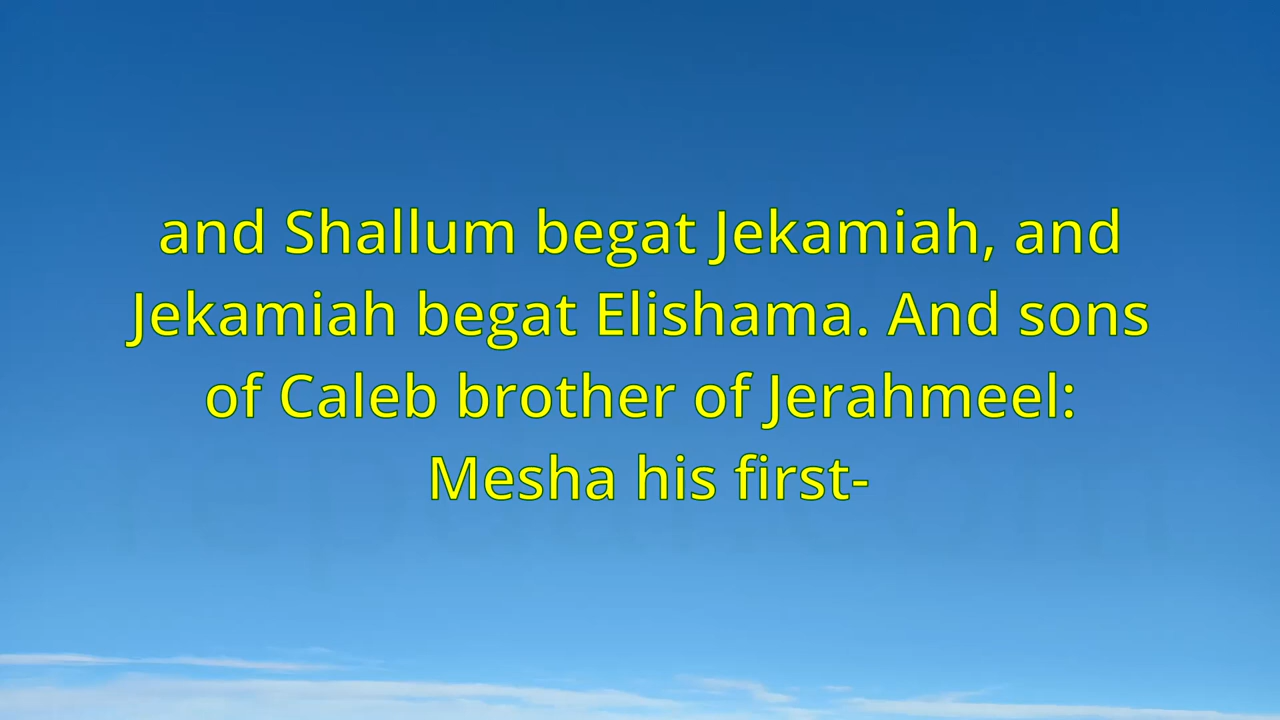 and Shallum begat Jekamiah, and
Jekamiah begat Elishama. And sons
of Caleb brother of Jerahmeel:
Mesha his first-